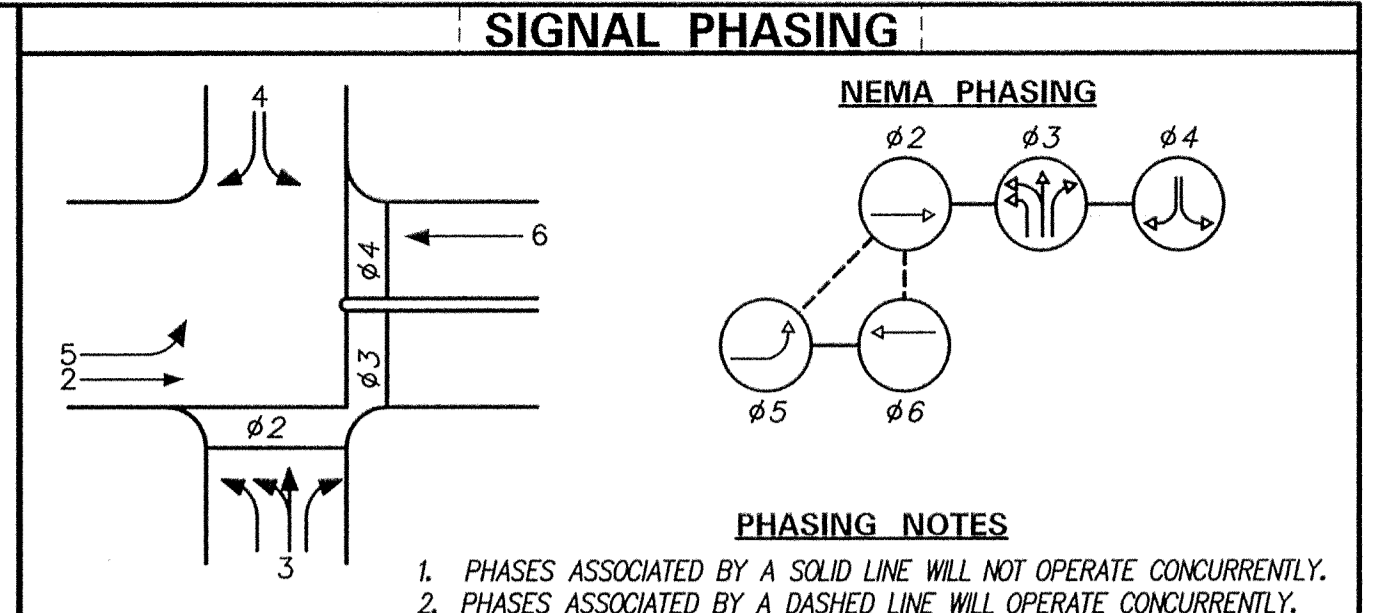 SIGNAL PHASING
4
6
5
2
3
ø4
ø3
ø2
NEMA PHASING
ø2 ø3 ø4
ø5 ø6
PHASING NOTES
1. PHASES ASSOCIATED BY A SOLID LINE WILL NOT OPERATE CONCURRENTLY.
2. PHASES ASSOCIATED BY A DASHED LINE WILL OPERATE CONCURRENTLY.